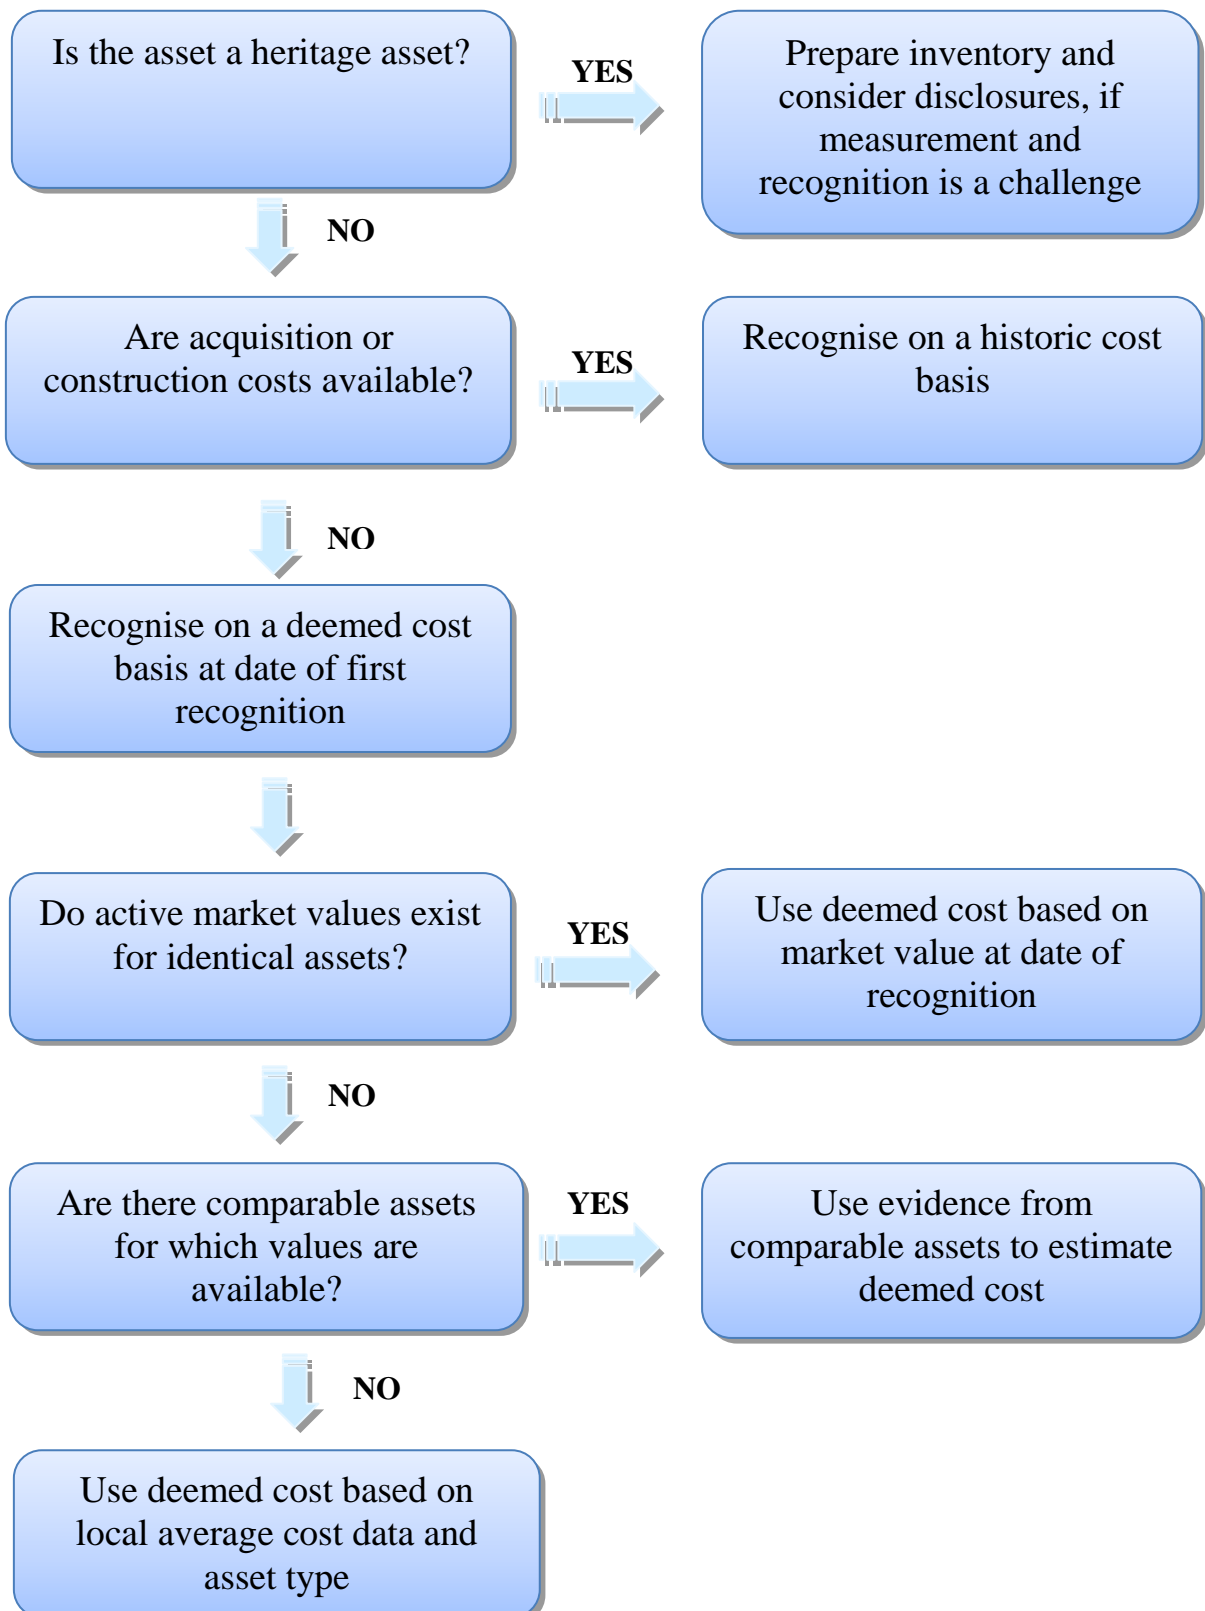 Is the asset a heritage asset?
YES
Prepare inventory and
consider disclosures, if
measurement and
recognition is a challenge
NO
Are acquisition or
construction costs available?
YES
Recognise on a historic cost
basis
NO
Recognise on a deemed cost
basis at date of first
recognition
Do active market values exist
for identical assets?
YES
Use deemed cost based on
market value at date of
recognition
NO
Are there comparable assets
for which values are
available?
YES
Use evidence from
comparable assets to estimate
deemed cost
NO
Use deemed cost based on
local average cost data and
asset type